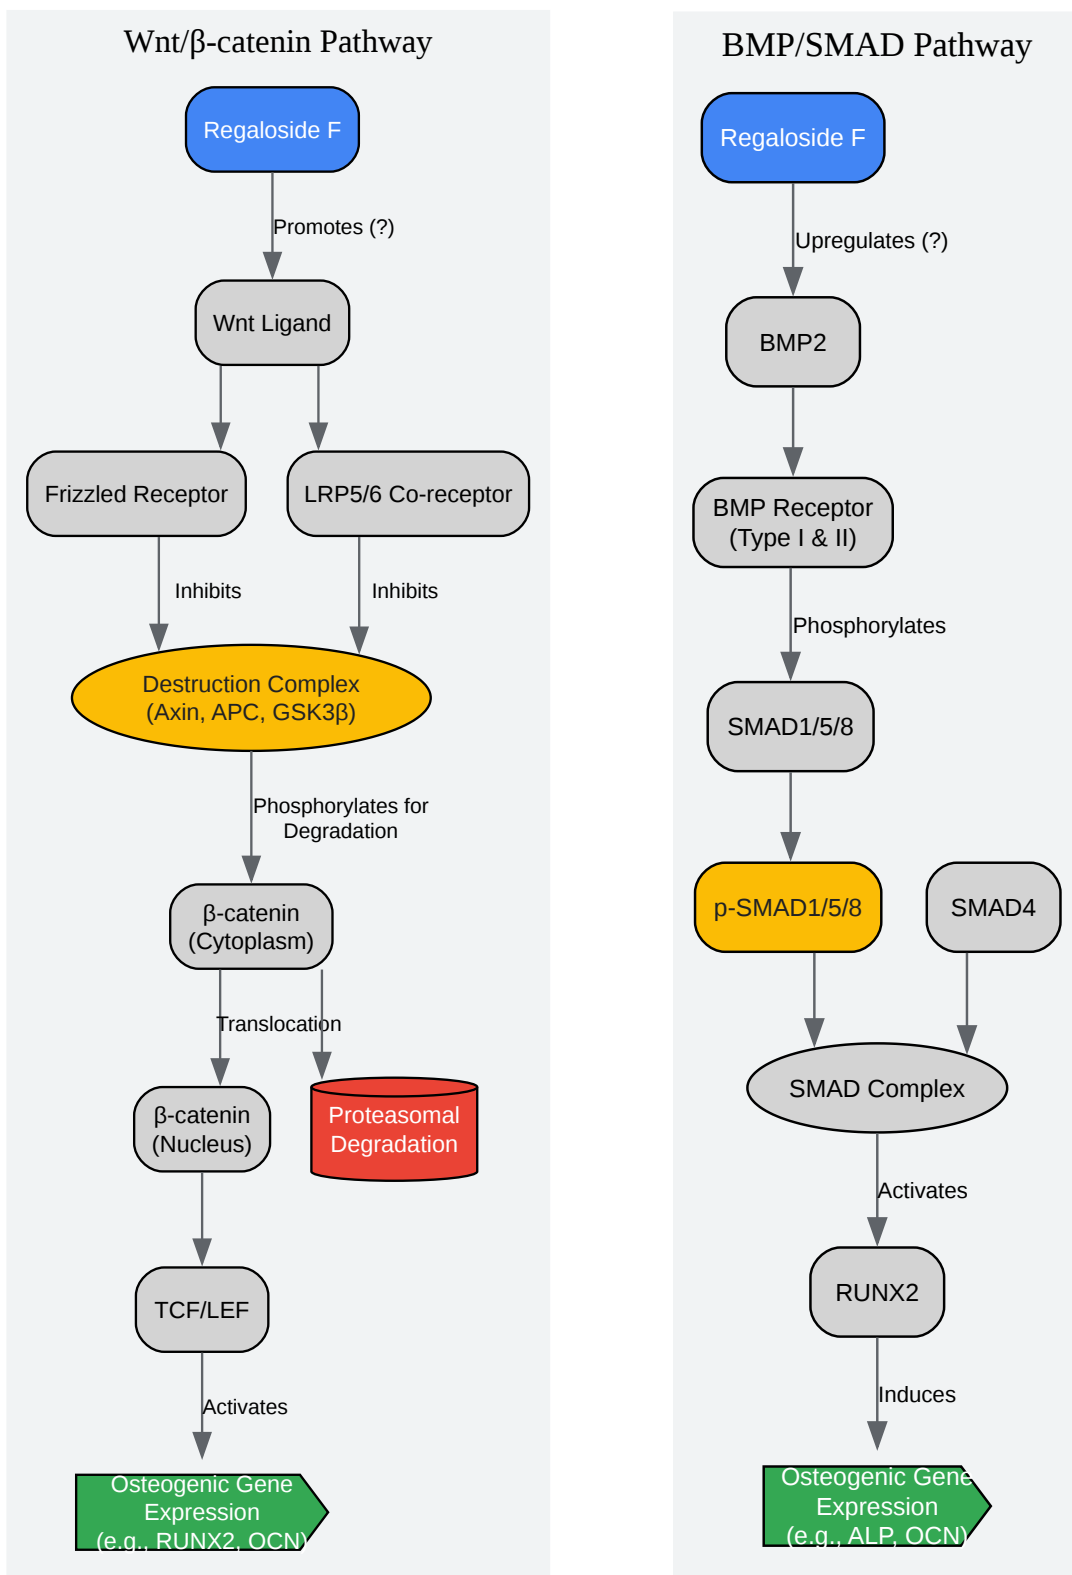 Wnt/β-catenin Pathway
Regaloside F
Promotes (?)
Wnt Ligand
Frizzled Receptor
LRP5/6 Co-receptor
Inhibits
Inhibits
Destruction Complex
(Axin, APC, GSK3β)
Phosphorylates for
Degradation
β-catenin
(Cytoplasm)
Translocation
β-catenin
(Nucleus)
Proteasomal
Degradation
TCF/LEF
Activates
Osteogenic Gene
Expression
(e.g., RUNX2, OCN)
BMP/SMAD Pathway
Regaloside F
Upregulates (?)
BMP2
BMP Receptor
(Type I & II)
Phosphorylates
SMAD1/5/8
p-SMAD1/5/8
SMAD4
SMAD Complex
Activates
RUNX2
Induces
Osteogenic Gene
Expression
(e.g., ALP, OCN)